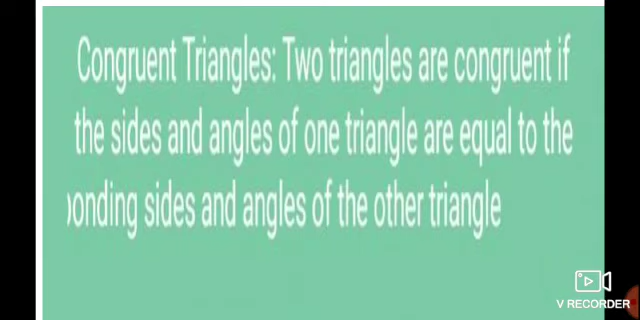 Congruent Triangles: Two triangles are congruent if
the sides and angles of one triangle are equal to the
ponding sides and angles of the other triangle
V RECORDER